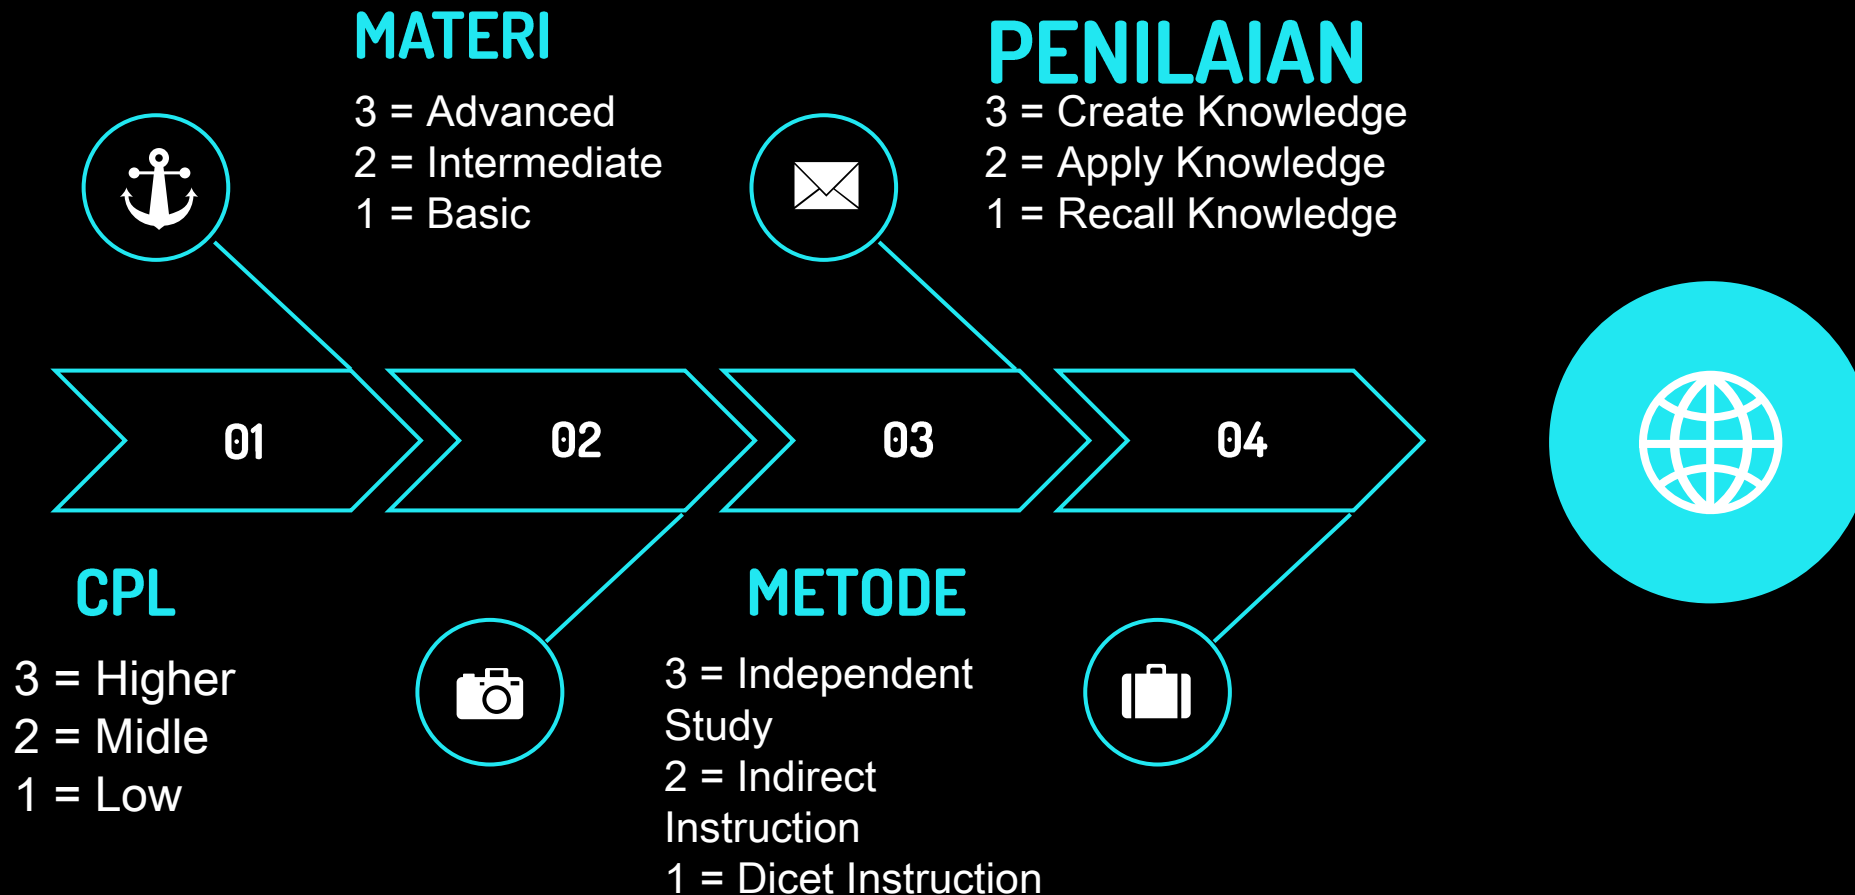 MATERI
3 = Advanced
2 = Intermediate
1 = Basic
PENILAIAN
3 = Create Knowledge
2 = Apply Knowledge
1 = Recall Knowledge
01
02
03
04
CPL
3 = Higher
2 = Midle
1 = Low
METODE
3 = Independent
Study
2 = Indirect
Instruction
1 = Dicet Instruction